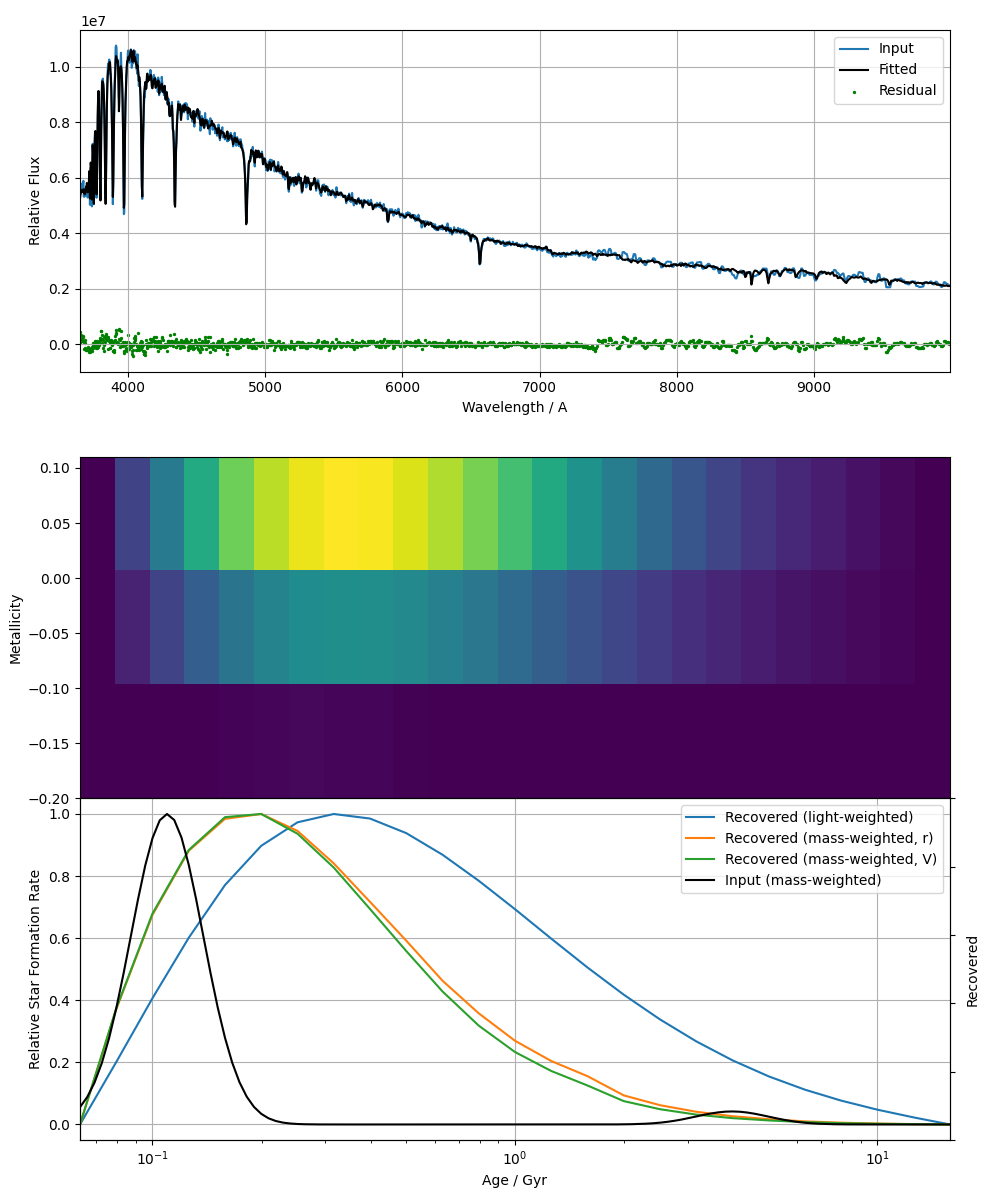 1e7
1.0
0.8
0.6
0.4
0.2
0.0
Relative Flux
Input
Fitted
Residual
4000 5000 6000 7000 8000 9000
Wavelength / A
0.10
0.05
0.00
−0.05
−0.10
−0.15
−0.20
Metallicity
1.0
0.8
0.6
0.4
0.2
0.0
Relative Star Formation Rate
Recovered (light-weighted)
Recovered (mass-weighted, r)
Recovered (mass-weighted, V)
Input (mass-weighted)
Recovered
10⁻¹ 10⁰ 10¹
Age / Gyr